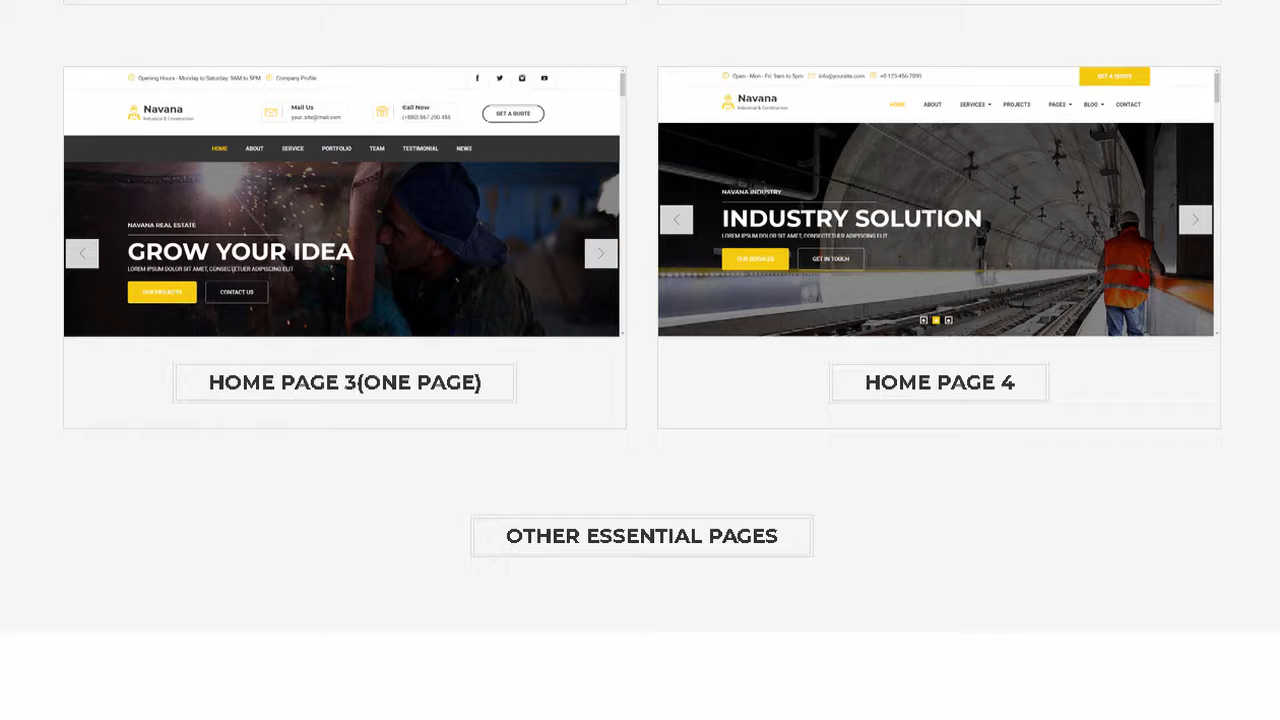 Opening Hours - Monday to Saturday: 9AM to 5PM Company Profile
Navana
Industrial & Construction
Mail Us
your_site@mail.com
Call Now
(+880) 867-290 456
GET A QUOTE
HOME ABOUT SERVICE PORTFOLIO TEAM TESTIMONIAL NEWS
NAVANA REAL ESTATE
GROW YOUR IDEA
LOREM IPSUM DOLOR SIT AMET, CONSECTETUER ADIPISCING ELIT
OUR PROJECTS
CONTACT US
HOME PAGE 3(ONE PAGE)
Open - Mon - Fri: 9am to 5pm info@yoursite.com +0 123-456-7890
GET A QUOTE
Navana
Industrial & Construction
HOME ABOUT SERVICES PROJECTS PAGES BLOG CONTACT
NAVANA INDUSTRY
INDUSTRY SOLUTION
LOREM IPSUM DOLOR SIT AMET, CONSECTETUER ADIPISCING ELIT
OUR SERVICES
GET IN TOUCH
HOME PAGE 4
OTHER ESSENTIAL PAGES